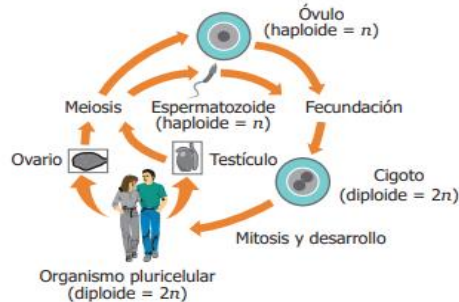 Óvulo
(haploide = n)
Meiosis
Espermatozoide
(haploide = n)
Fecundación
Ovario
Testículo
Cigoto
(diploide = 2n)
Mitosis y desarrollo
Organismo pluricelular
(diploide = 2n)